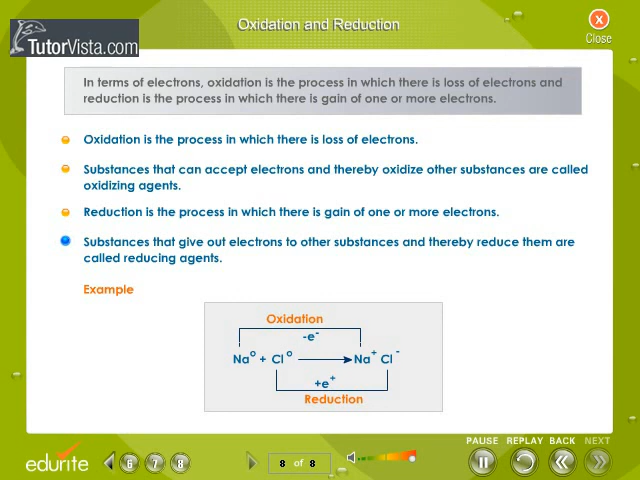 Oxidation and Reduction
X
Close
TutorVista.com
In terms of electrons, oxidation is the process in which there is loss of electrons and
reduction is the process in which there is gain of one or more electrons.
Oxidation is the process in which there is loss of electrons.
Substances that can accept electrons and thereby oxidize other substances are called
oxidizing agents.
Reduction is the process in which there is gain of one or more electrons.
Substances that give out electrons to other substances and thereby reduce them are
called reducing agents.
Example
Oxidation
-e⁻
Na⁰ + Cl⁰ ⟶ Na⁺ Cl⁻
+e⁺
Reduction
PAUSE REPLAY BACK NEXT
edurite 6 7 8 8 of 8